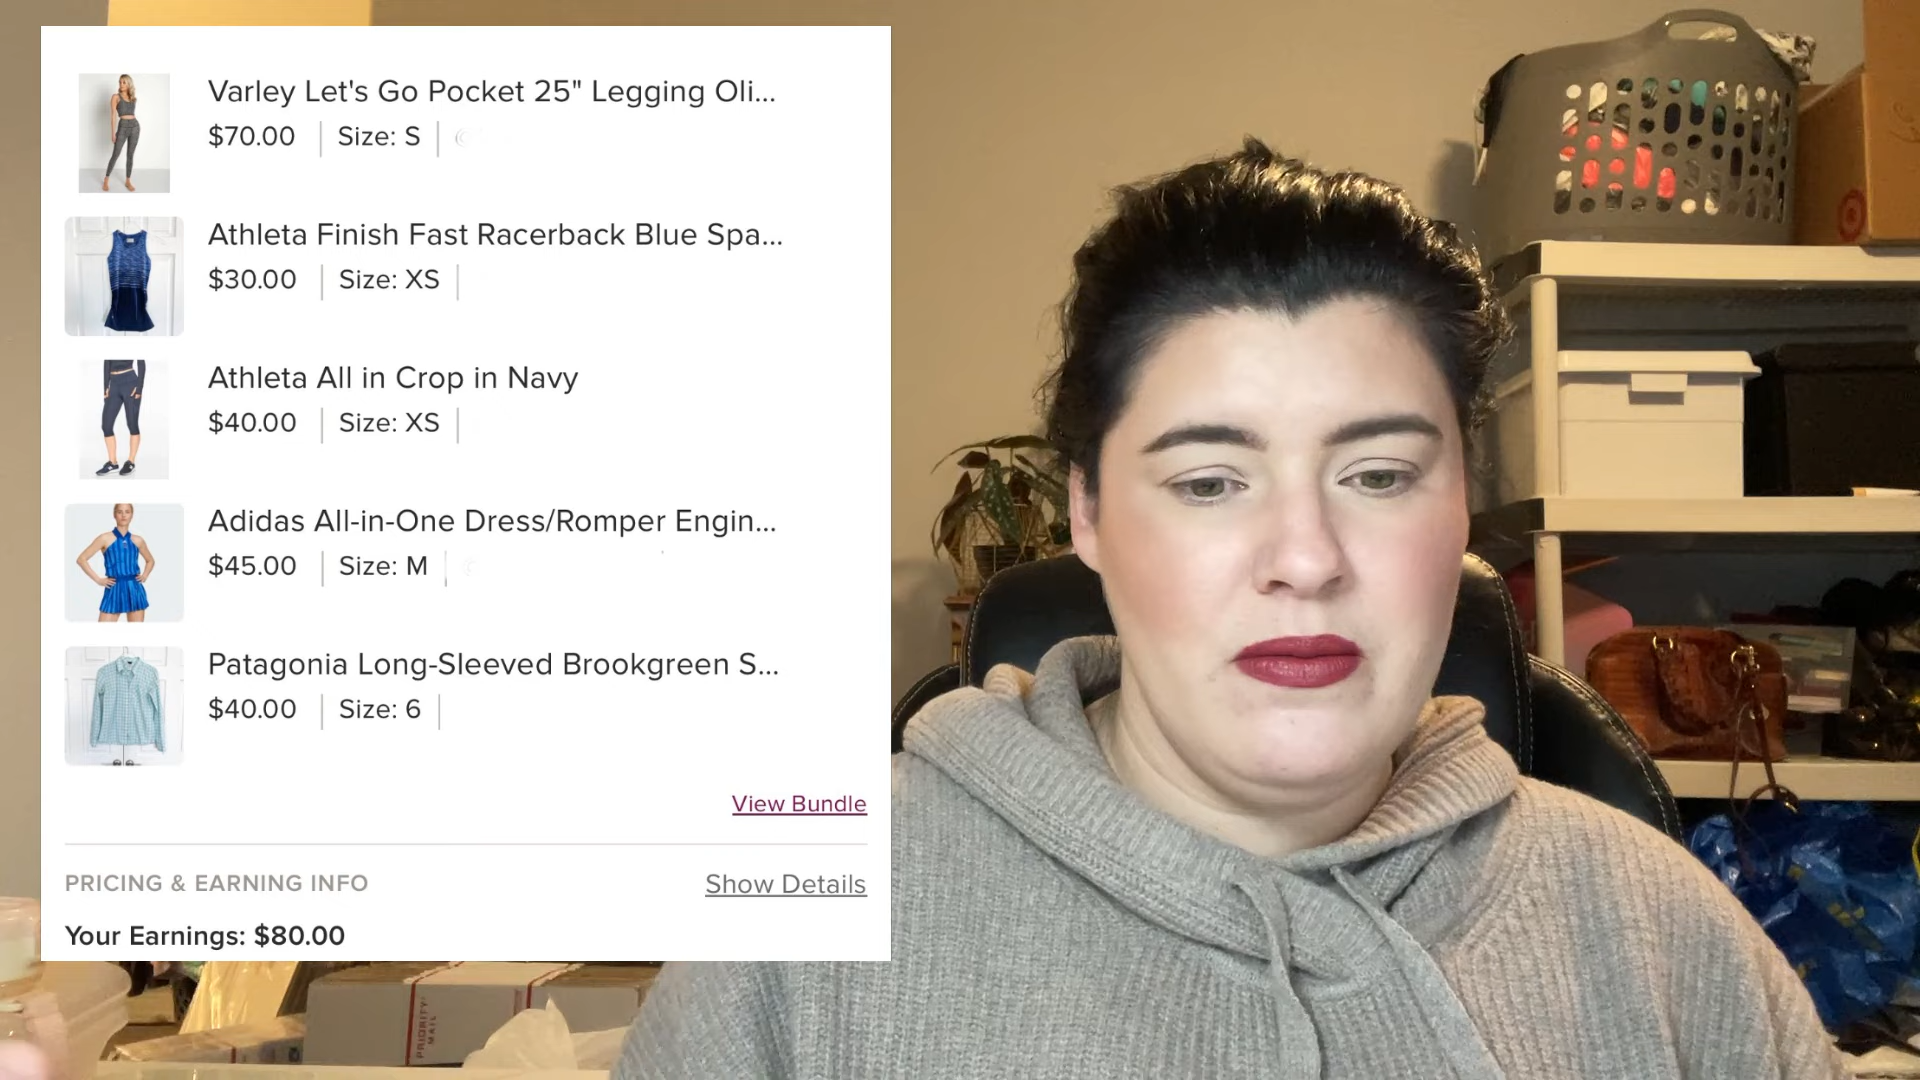 Varley Let's Go Pocket 25" Legging Oli...
$70.00 | Size: S |
Athleta Finish Fast Racerback Blue Spa...
$30.00 | Size: XS |
Athleta All in Crop in Navy
$40.00 | Size: XS |
Adidas All-in-One Dress/Romper Engin...
$45.00 | Size: M |
Patagonia Long-Sleeved Brookgreen S...
$40.00 | Size: 6 |
View Bundle
PRICING & EARNING INFO
Show Details
Your Earnings: $80.00
PRIORITY
MAIL